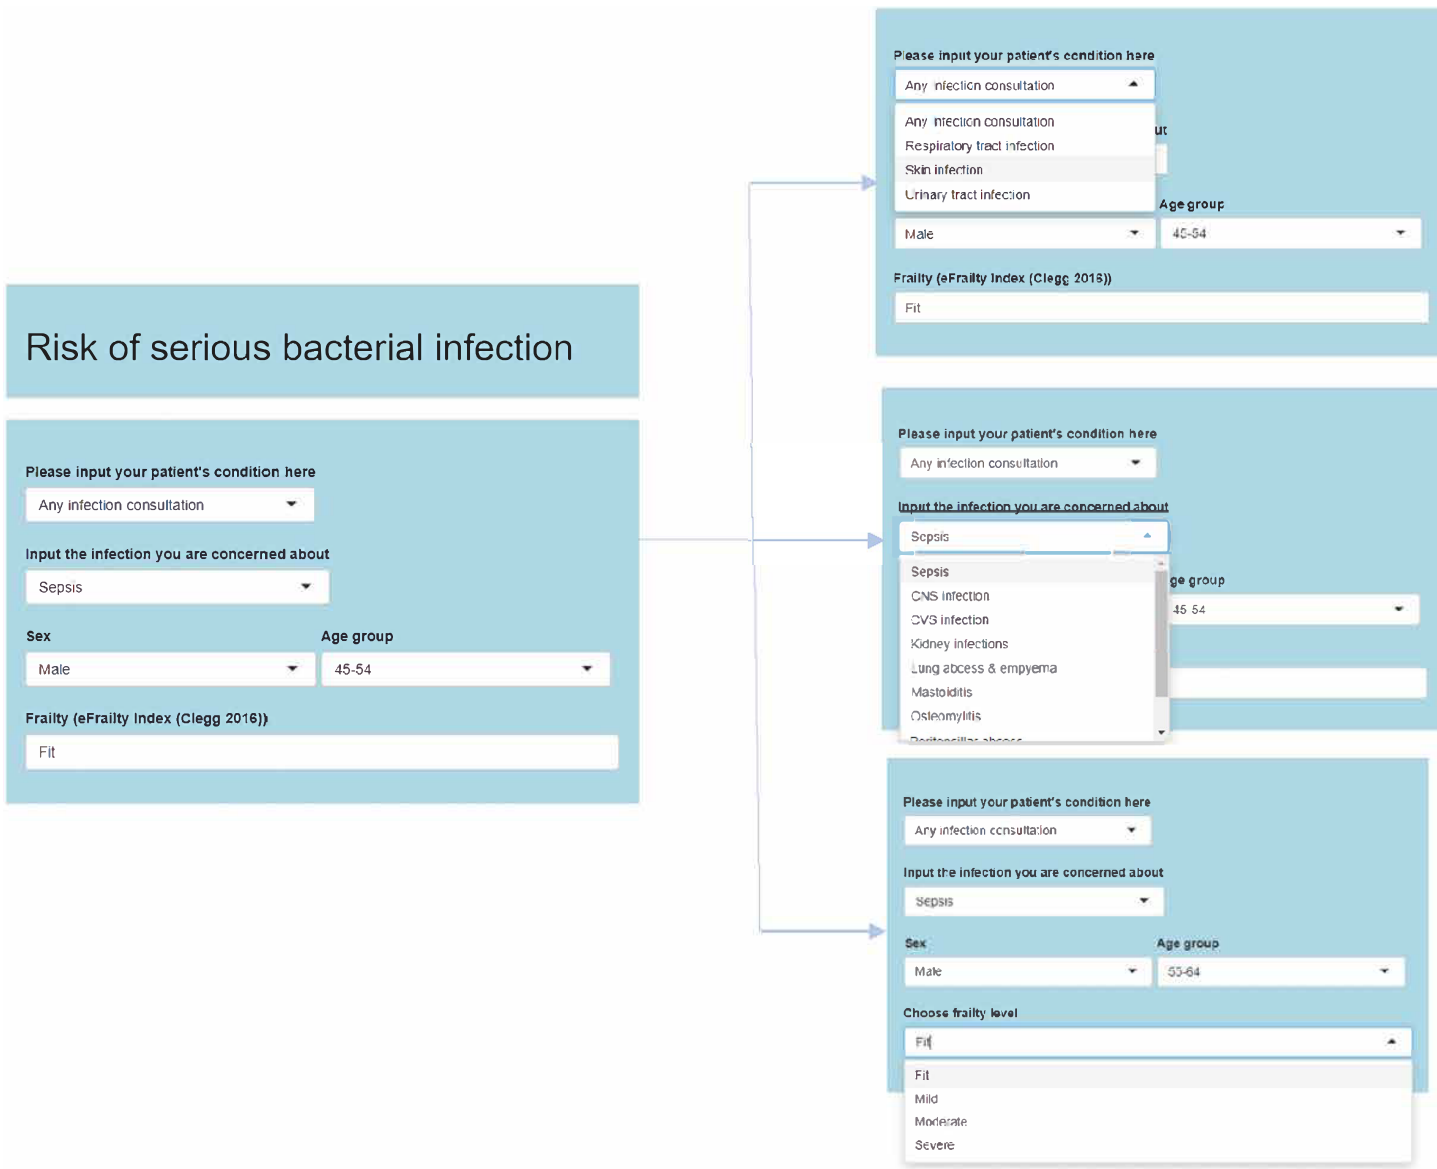 Risk of serious bacterial infection
Please input your patient's condition here
Any infection consultation
Input the infection you are concerned about
Sepsis
Sex Age group
Male 45-54
Frailty (eFrailty Index (Clegg 2016))
Fit
Please input your patient's condition here
Any infection consultation
Any infection consultation
ut
Respiratory tract infection
Skin infection
Urinary tract infection
Age group
Male 45-54
Frailty (eFrailty Index (Clegg 2016))
Fit
Please input your patient's condition here
Any infection consultation
Input the infection you are concerned about
Sepsis
Sepsis
ge group
CNS infection
45-54
CVS infection
Kidney infections
Lung abcess & empyema
Mastoiditis
Osteomylitis
Please input your patient's condition here
Any infection consultation
Input the infection you are concerned about
Sepsis
Sex Age group
Male 55-64
Choose frailty level
Fit
Fit
Mild
Moderate
Severe